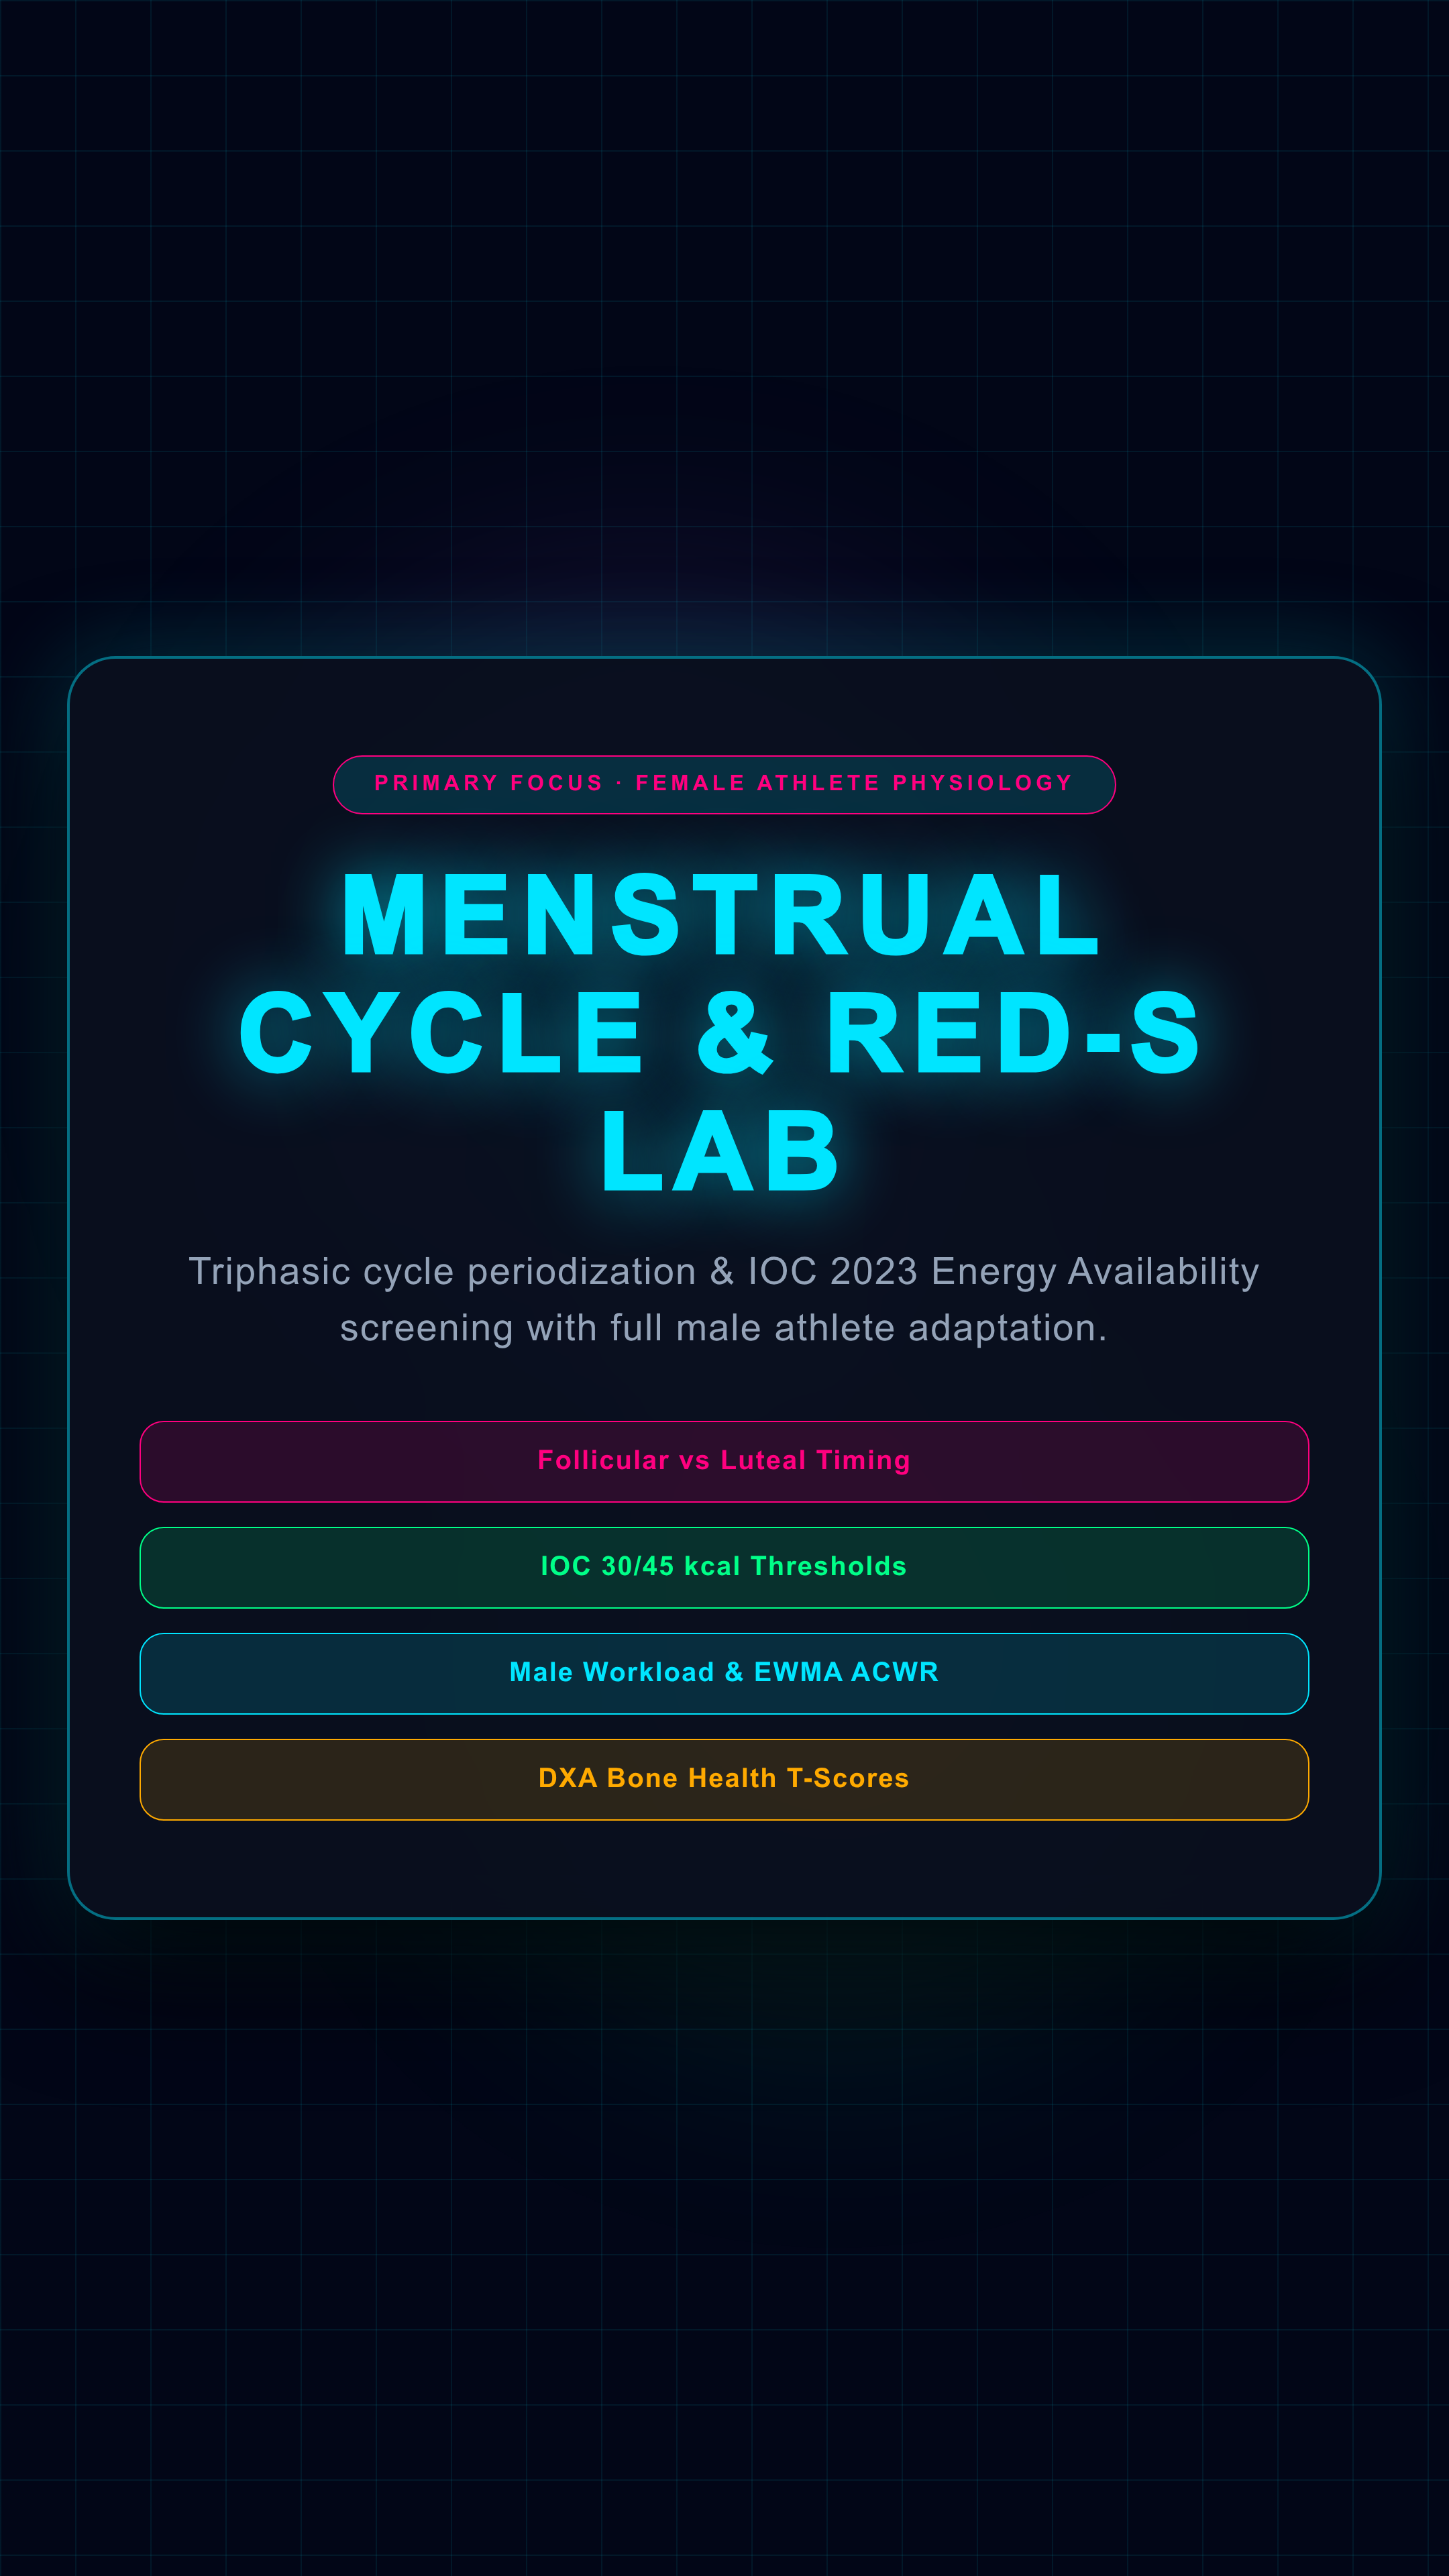 PRIMARY FOCUS · FEMALE ATHLETE PHYSIOLOGY
MENSTRUAL
CYCLE & RED-S
LAB
Triphasic cycle periodization & IOC 2023 Energy Availability
screening with full male athlete adaptation.
Follicular vs Luteal Timing
IOC 30/45 kcal Thresholds
Male Workload & EWMA ACWR
DXA Bone Health T-Scores